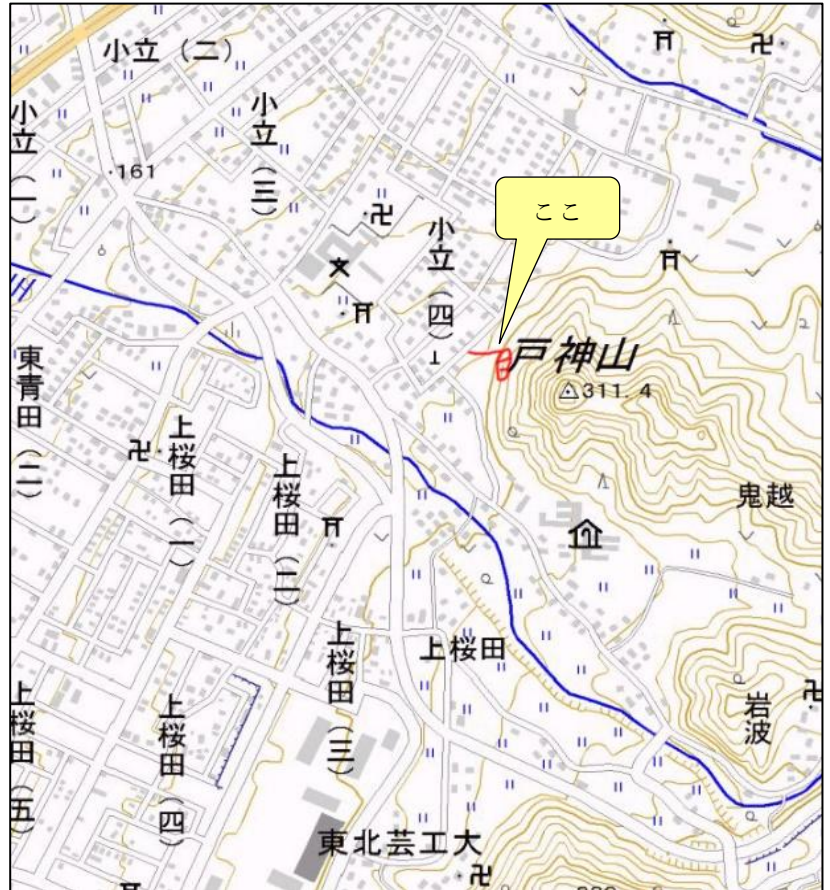 小立（二）
小立（一）
小立（三）
・161
小立（四）
ここ
戸神山
311.4
東青田（二）
上桜田（一）
上桜田（二）
鬼越
上桜田
上桜田（三）
岩波
上桜田（五）
上桜田（四）
東北芸工大